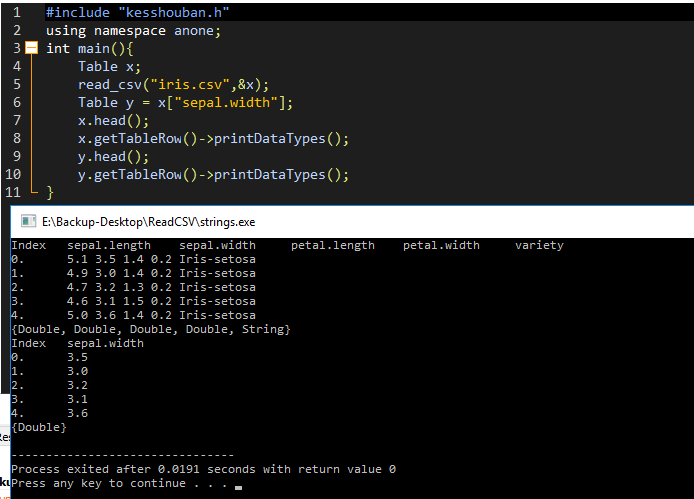 1 #include "kesshouban.h"
2 using namespace anone;
3 int main(){
4 Table x;
5 read_csv("iris.csv",&x);
6 Table y = x["sepal.width"];
7 x.head();
8 x.getTableRow()->printDataTypes();
9 y.head();
10 y.getTableRow()->printDataTypes();
11 }
E:\Backup-Desktop\ReadCSV\strings.exe
Index sepal.length sepal.width petal.length petal.width variety
0. 5.1 3.5 1.4 0.2 Iris-setosa
1. 4.9 3.0 1.4 0.2 Iris-setosa
2. 4.7 3.2 1.3 0.2 Iris-setosa
3. 4.6 3.1 1.5 0.2 Iris-setosa
4. 5.0 3.6 1.4 0.2 Iris-setosa
{Double, Double, Double, Double, String}
Index sepal.width
0. 3.5
1. 3.0
2. 3.2
3. 3.1
4. 3.6
{Double}
--------------------------------
Process exited after 0.0191 seconds with return value 0
Press any key to continue . . .